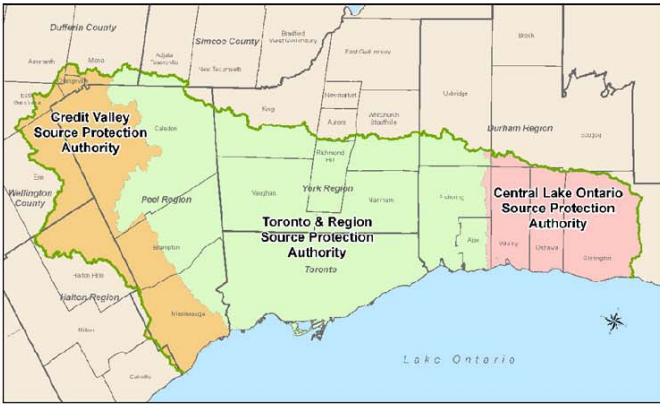 Dufferin County
Simcoe County
Bradford
West Gwillimbury
East Gwillimbury
Brock
Amaranth
Mono
Adjala
Tosorontio
New Tecumseth
Orangeville
Newmarket
Uxbridge
King
Aurora
Whitchurch
Stouffville
Durham Region
Scugog
Credit Valley
Source Protection
Authority
Caledon
Richmond
Hill
Erin
Wellington
County
Peel Region
Vaughan
York Region
Markham
Pickering
Central Lake Ontario
Source Protection
Authority
Toronto & Region
Source Protection
Authority
Brampton
Ajax
Whitby
Oshawa
Clarington
Toronto
Halton Hills
Halton Region
Mississauga
Milton
Oakville
Lake Ontario